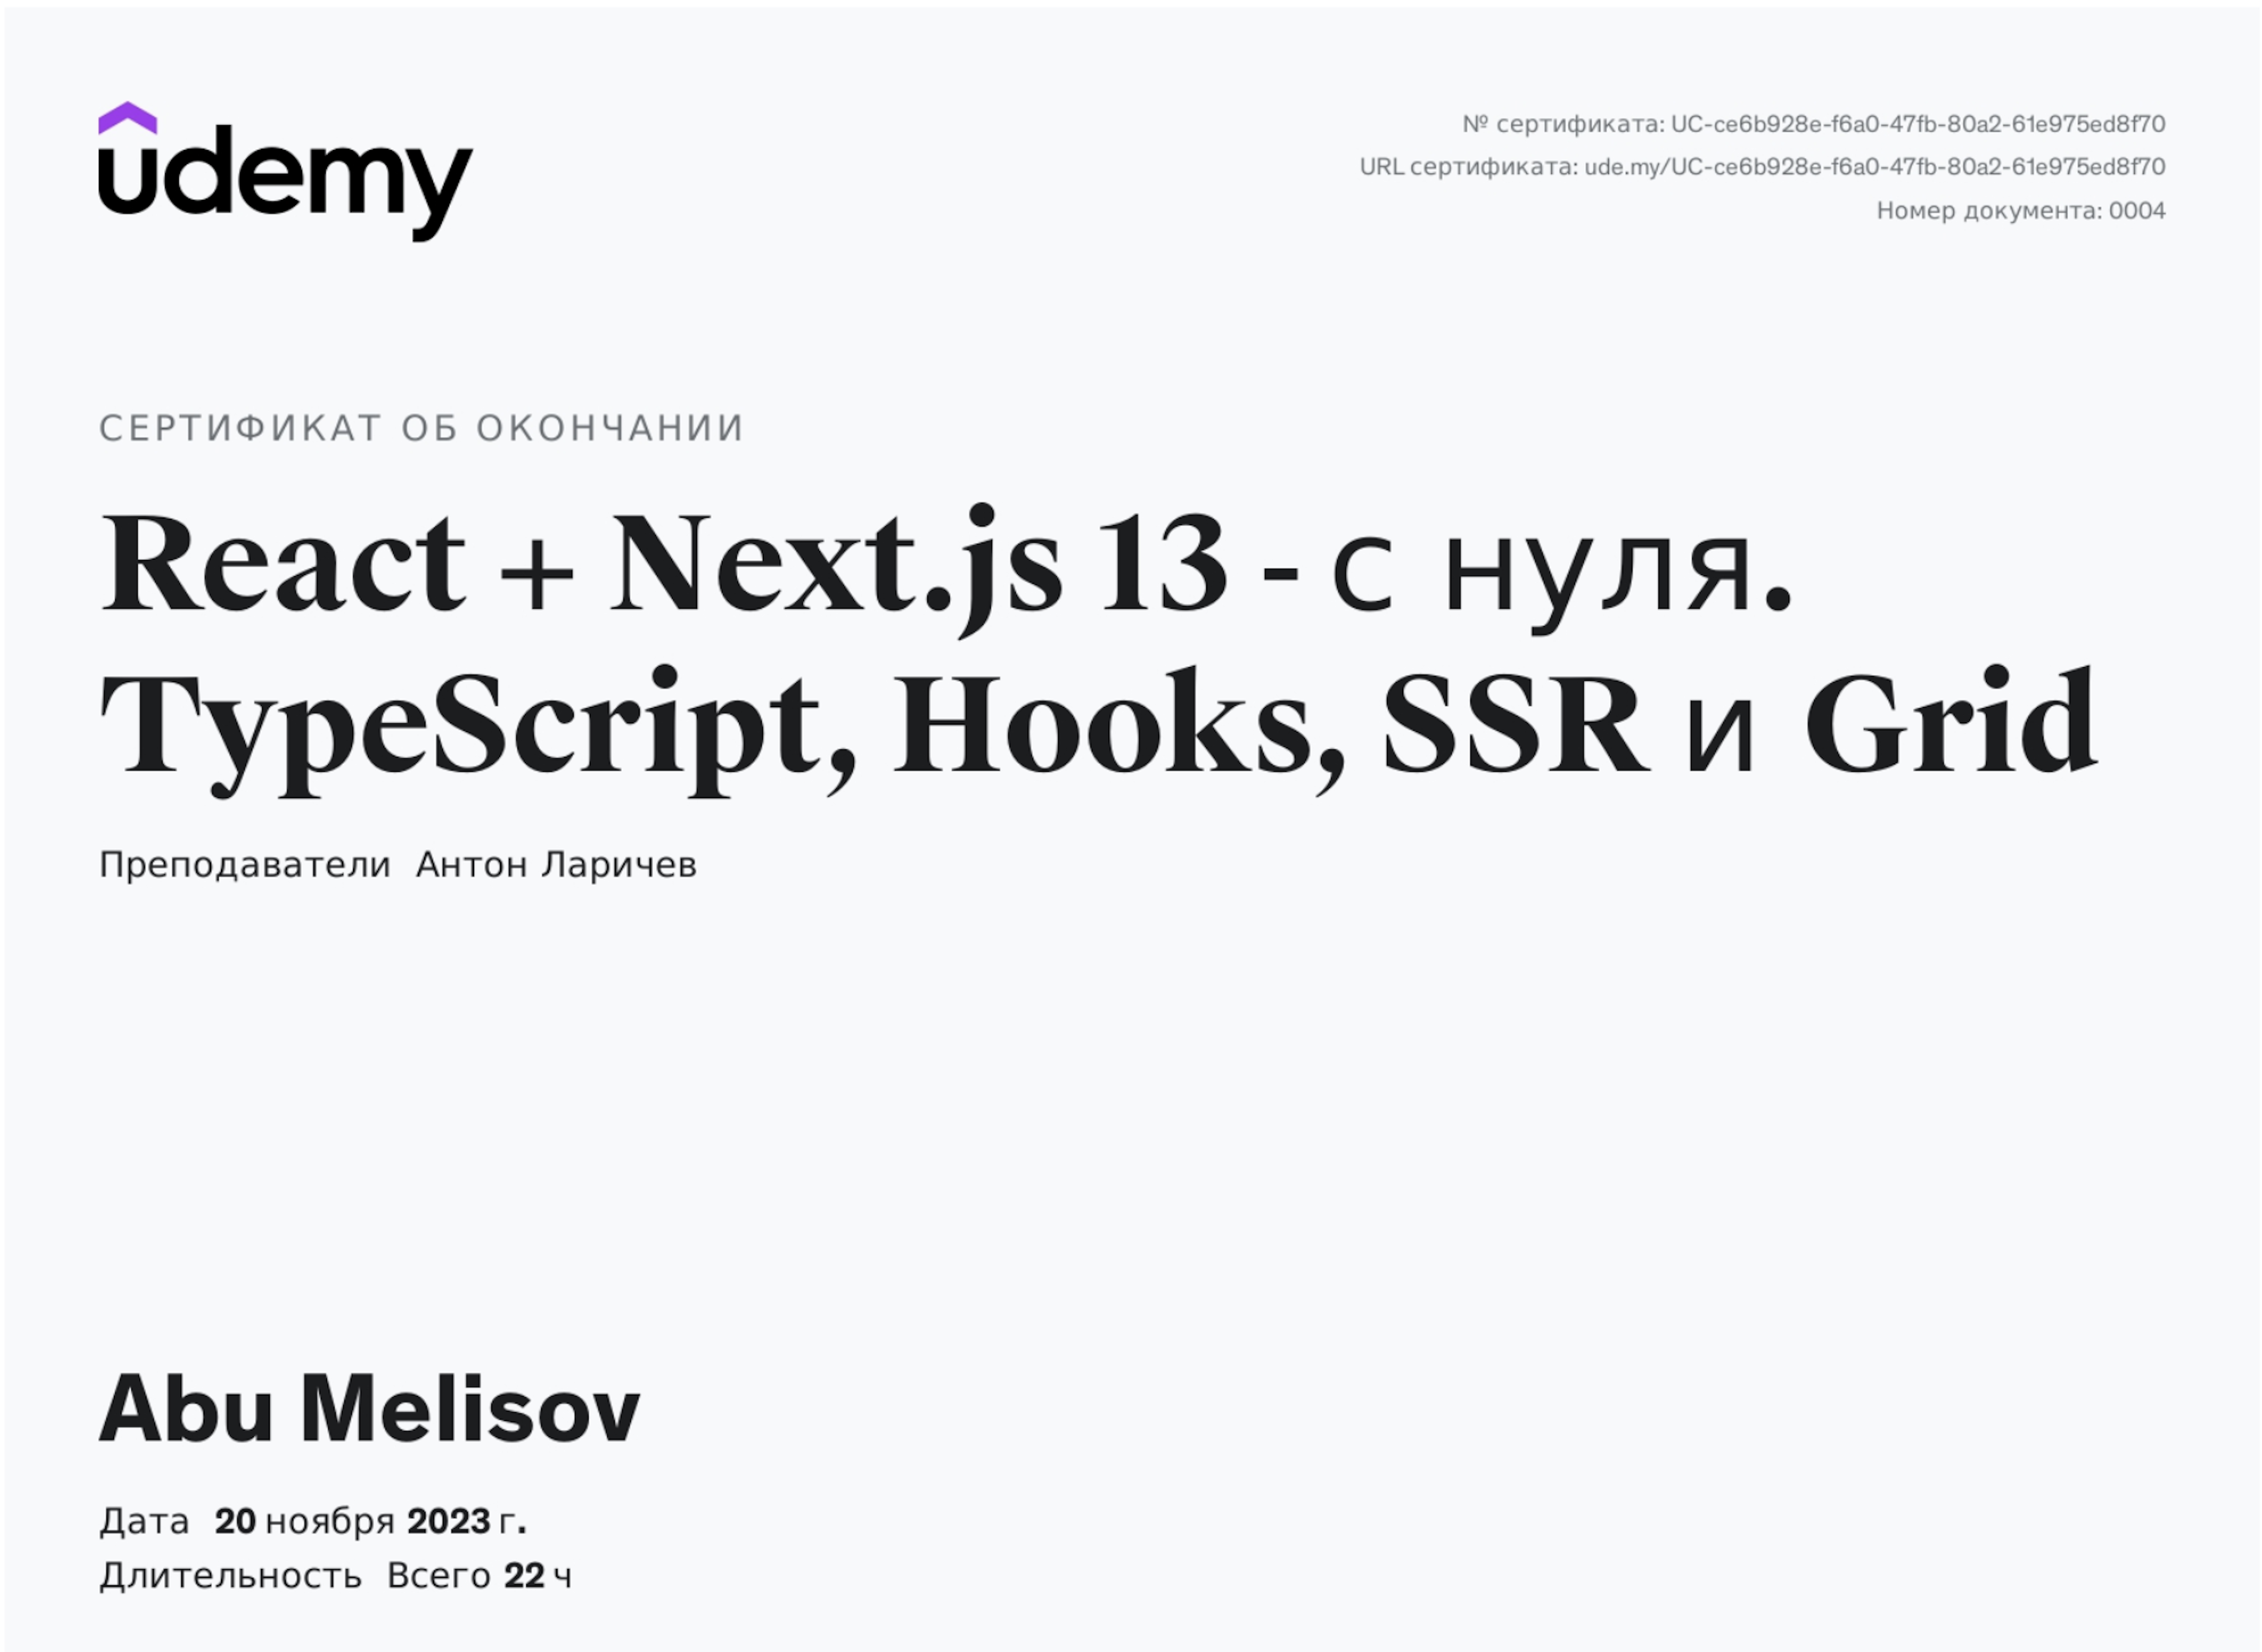 udemy
№ сертификата: UC-ce6b928e-f6a0-47fb-80a2-61e975ed8f70
URL сертификата: ude.my/UC-ce6b928e-f6a0-47fb-80a2-61e975ed8f70
Номер документа: 0004
СЕРТИФИКАТ ОБ ОКОНЧАНИИ
React + Next.js 13 - с нуля.
TypeScript, Hooks, SSR и Grid
Преподаватели Антон Ларичев
Abu Melisov
Дата 20 ноября 2023 г.
Длительность Всего 22 ч